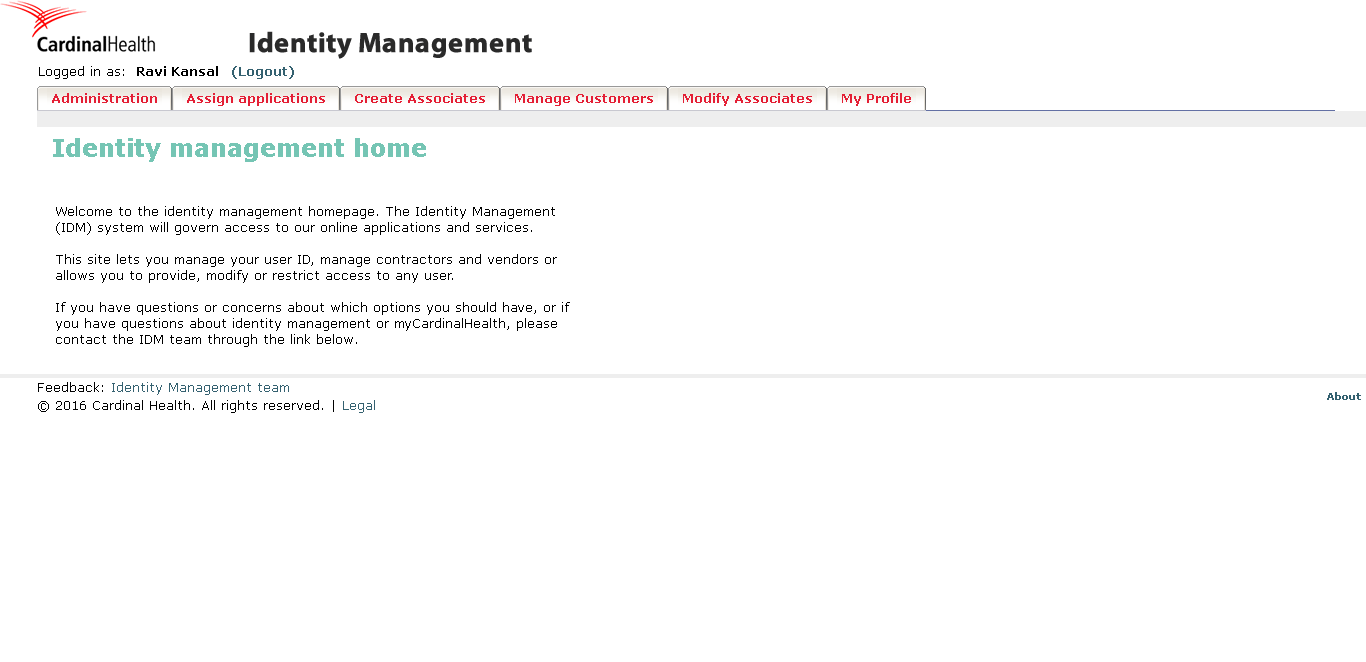 CardinalHealth
Identity Management
Logged in as: Ravi Kansal (Logout)
Administration Assign applications Create Associates Manage Customers Modify Associates My Profile
Identity management home
Welcome to the identity management homepage. The Identity Management
(IDM) system will govern access to our online applications and services.
This site lets you manage your user ID, manage contractors and vendors or
allows you to provide, modify or restrict access to any user.
If you have questions or concerns about which options you should have, or if
you have questions about identity management or myCardinalHealth, please
contact the IDM team through the link below.
Feedback: Identity Management team
© 2016 Cardinal Health. All rights reserved. | Legal
About